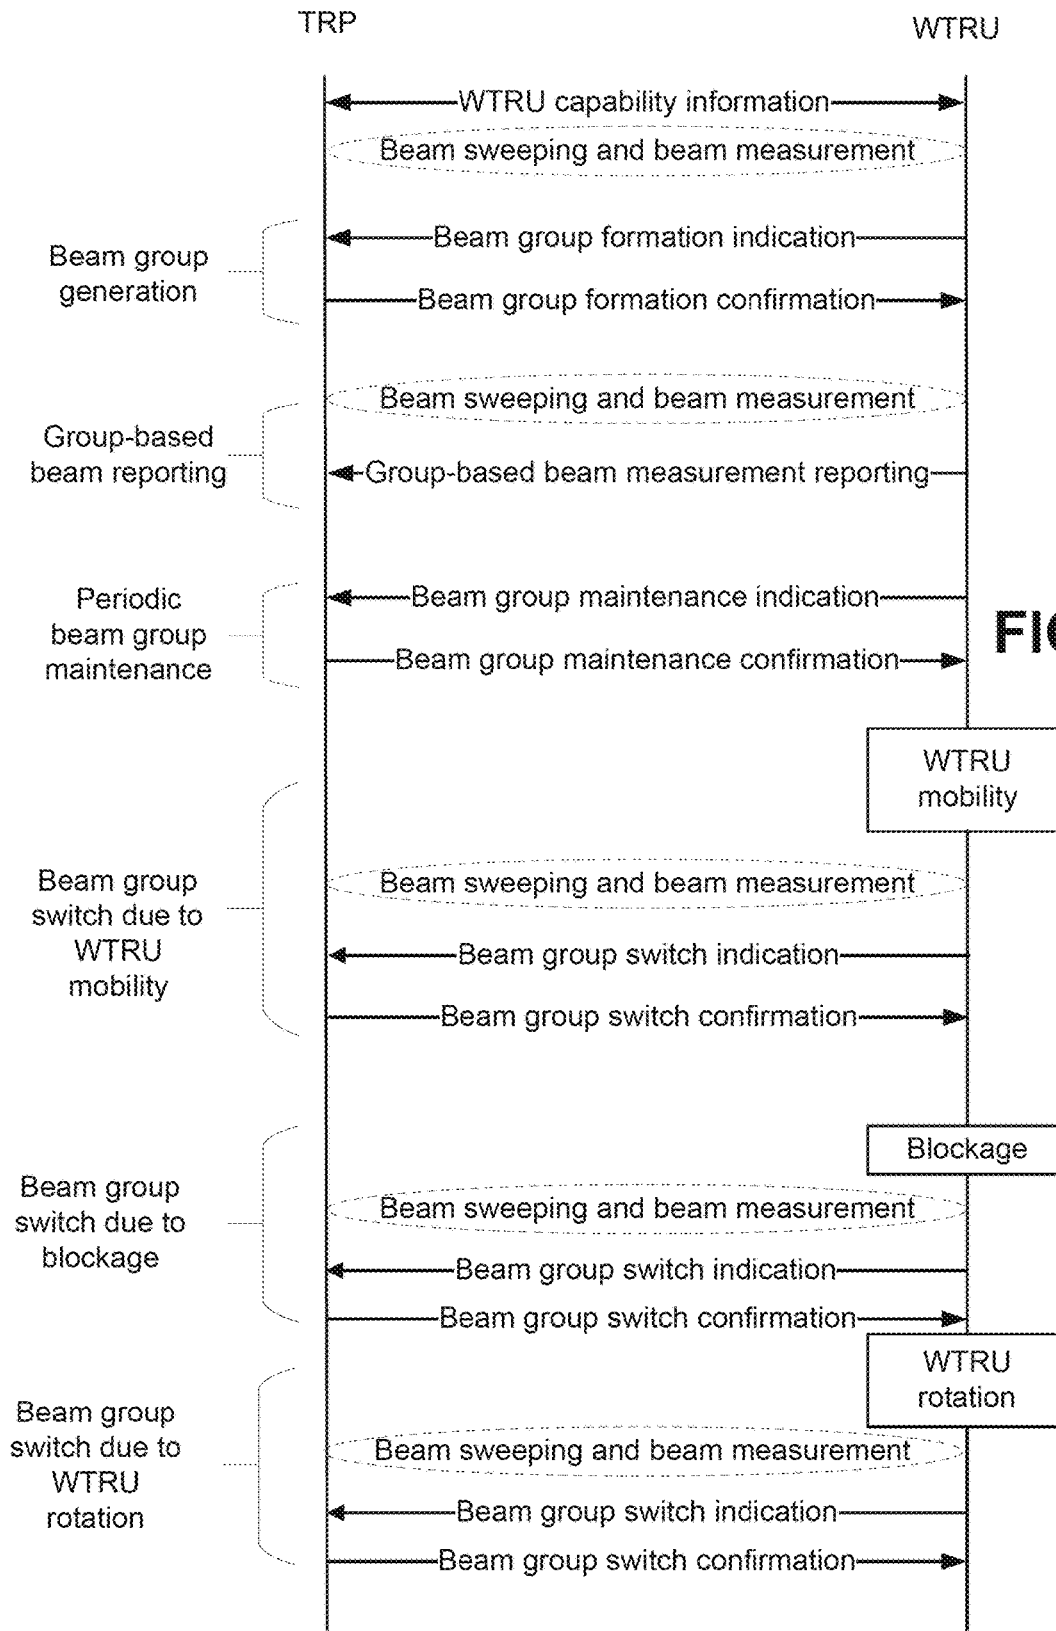 TRP
WTRU
WTRU capability information
Beam sweeping and beam measurement
Beam group formation indication
Beam group
generation
Beam group formation confirmation
Beam sweeping and beam measurement
Group-based
beam reporting
Group-based beam measurement reporting
Periodic
beam group
maintenance
Beam group maintenance indication
Beam group maintenance confirmation
FIG
WTRU
mobility
Beam group
switch due to
WTRU
mobility
Beam sweeping and beam measurement
Beam group switch indication
Beam group switch confirmation
Blockage
Beam group
switch due to
blockage
Beam sweeping and beam measurement
Beam group switch indication
Beam group switch confirmation
WTRU
rotation
Beam group
switch due to
WTRU
rotation
Beam sweeping and beam measurement
Beam group switch indication
Beam group switch confirmation